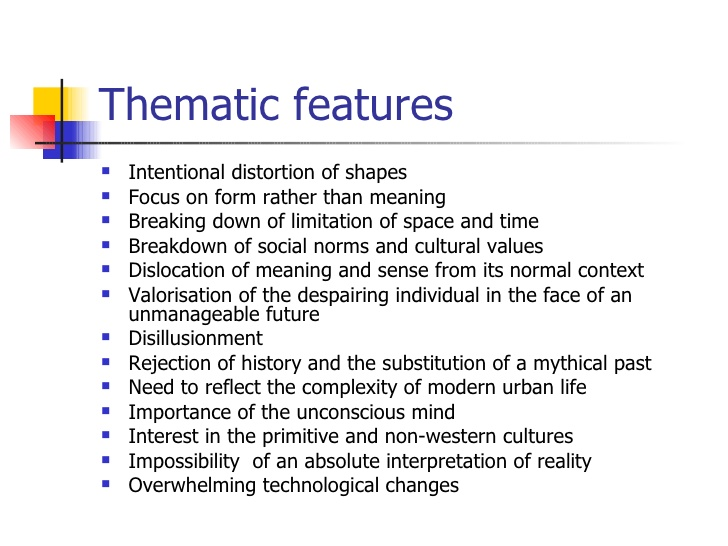 Thematic features
Intentional distortion of shapes
Focus on form rather than meaning
Breaking down of limitation of space and time
Breakdown of social norms and cultural values
Dislocation of meaning and sense from its normal context
Valorisation of the despairing individual in the face of an
unmanageable future
Disillusionment
Rejection of history and the substitution of a mythical past
Need to reflect the complexity of modern urban life
Importance of the unconscious mind
Interest in the primitive and non-western cultures
Impossibility  of an absolute interpretation of reality
Overwhelming technological changes